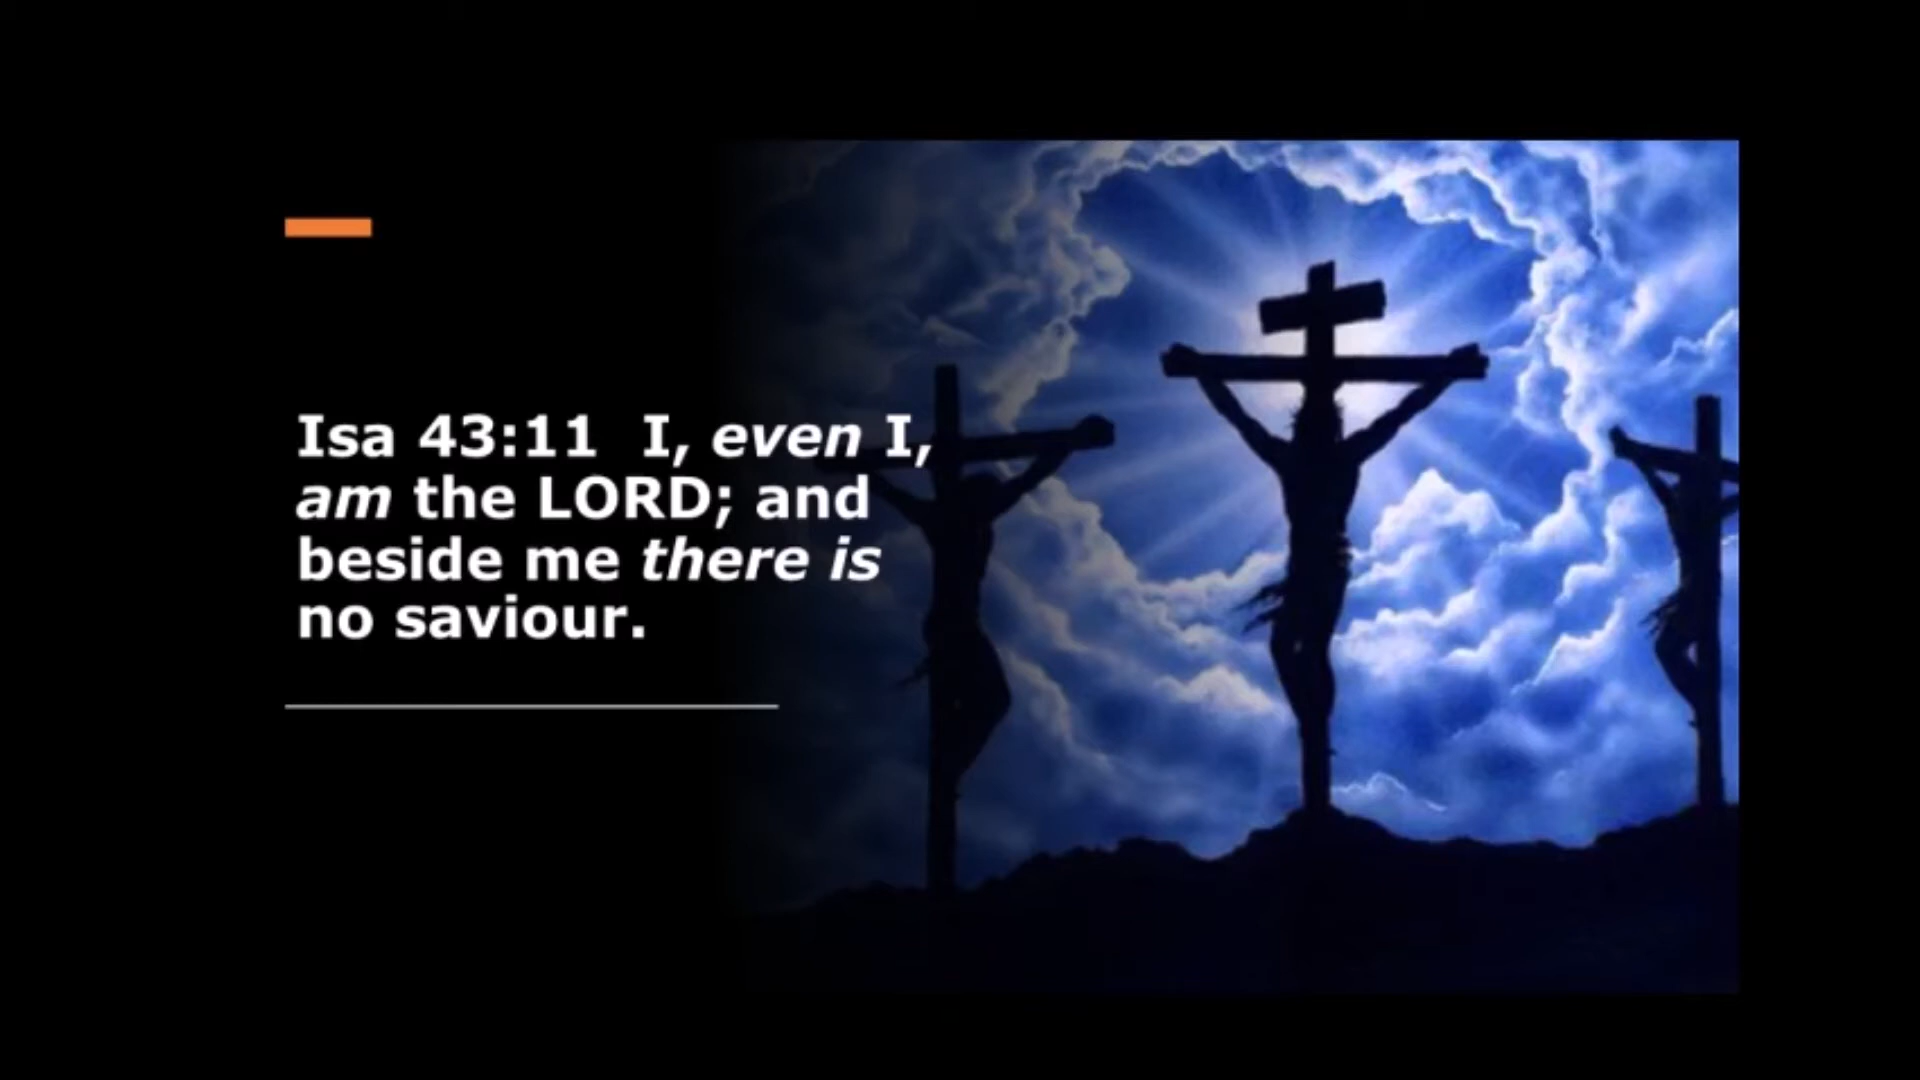 Isa 43:11  I, even I,
am the LORD; and
beside me there is
no saviour.